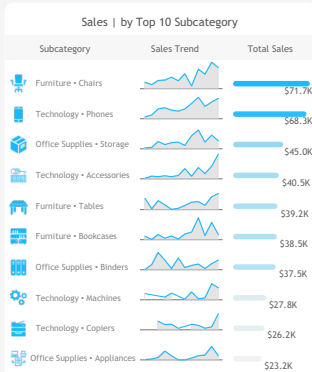 Sales | by Top 10 Subcategory
Subcategory Sales Trend Total Sales
Furniture • Chairs $71.7K
Technology • Phones $68.3K
Office Supplies • Storage $45.0K
Technology • Accessories $40.5K
Furniture • Tables $39.2K
Furniture • Bookcases $38.5K
Office Supplies • Binders $37.5K
Technology • Machines $27.8K
Technology • Copiers $26.2K
Office Supplies • Appliances $23.2K